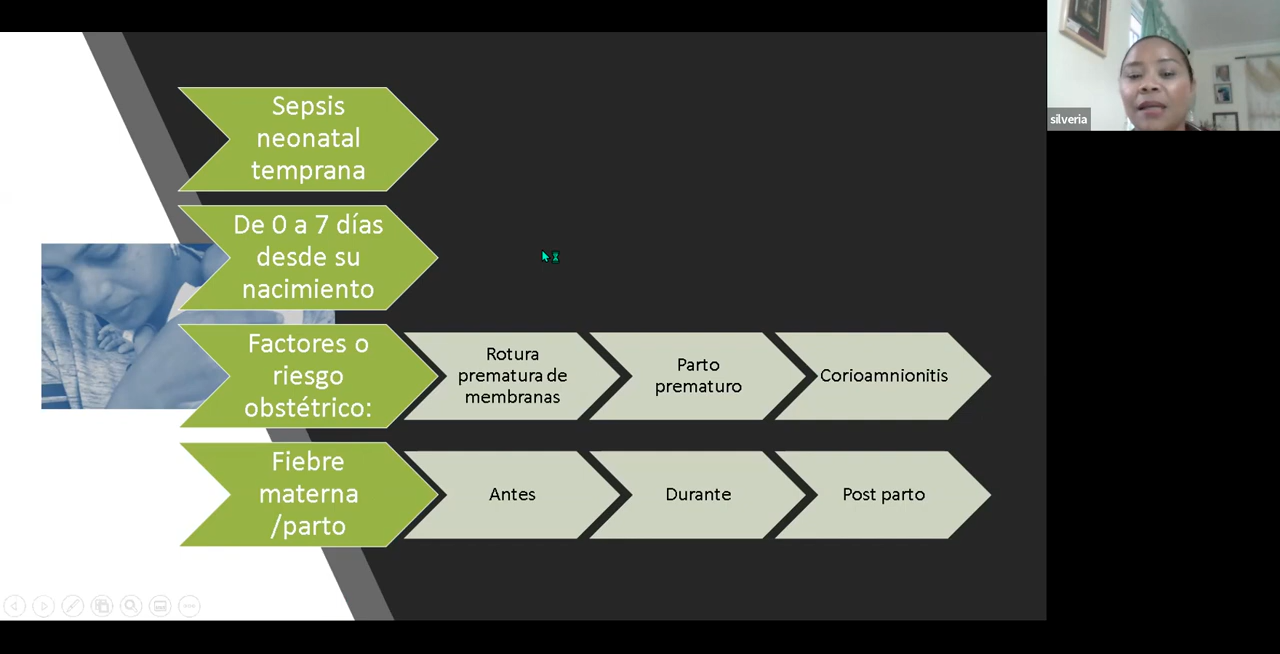 Sepsis
neonatal
temprana
De 0 a 7 días
desde su
nacimiento
Factores o
riesgo
obstétrico:
Rotura
prematura de
membranas
Parto
prematuro
Corioamnionitis
Fiebre
materna
/parto
Antes
Durante
Post parto
silveria